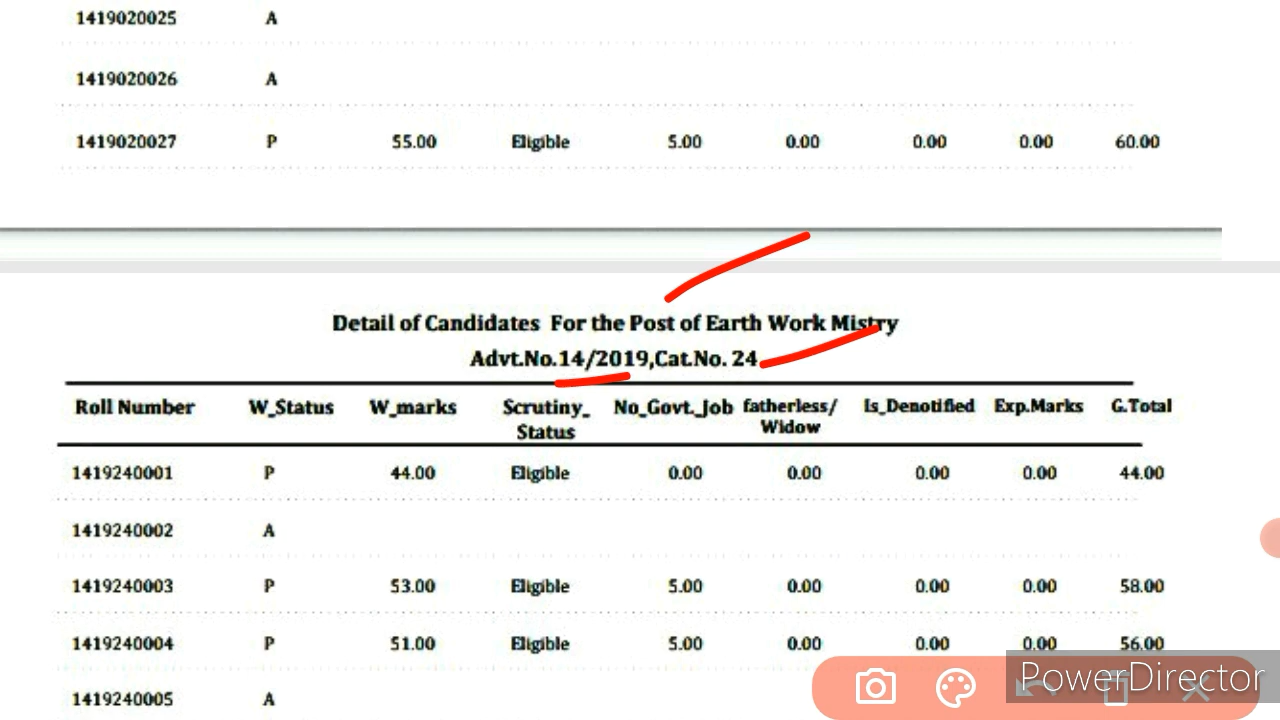 1419020025 A
1419020026 A
1419020027 P 55.00 Eligible 5.00 0.00 0.00 0.00 60.00
Detail of Candidates For the Post of Earth Work Mistry
Advt.No.14/2019,Cat.No. 24
Roll Number W_Status W_marks Scrutiny_ Status No_Govt._Job fatherless/ Widow Is_Denotified Exp.Marks G.Total
1419240001 P 44.00 Eligible 0.00 0.00 0.00 0.00 44.00
1419240002 A
1419240003 P 53.00 Eligible 5.00 0.00 0.00 0.00 58.00
1419240004 P 51.00 Eligible 5.00 0.00 0.00 0.00 56.00
1419240005 A
PowerDirector